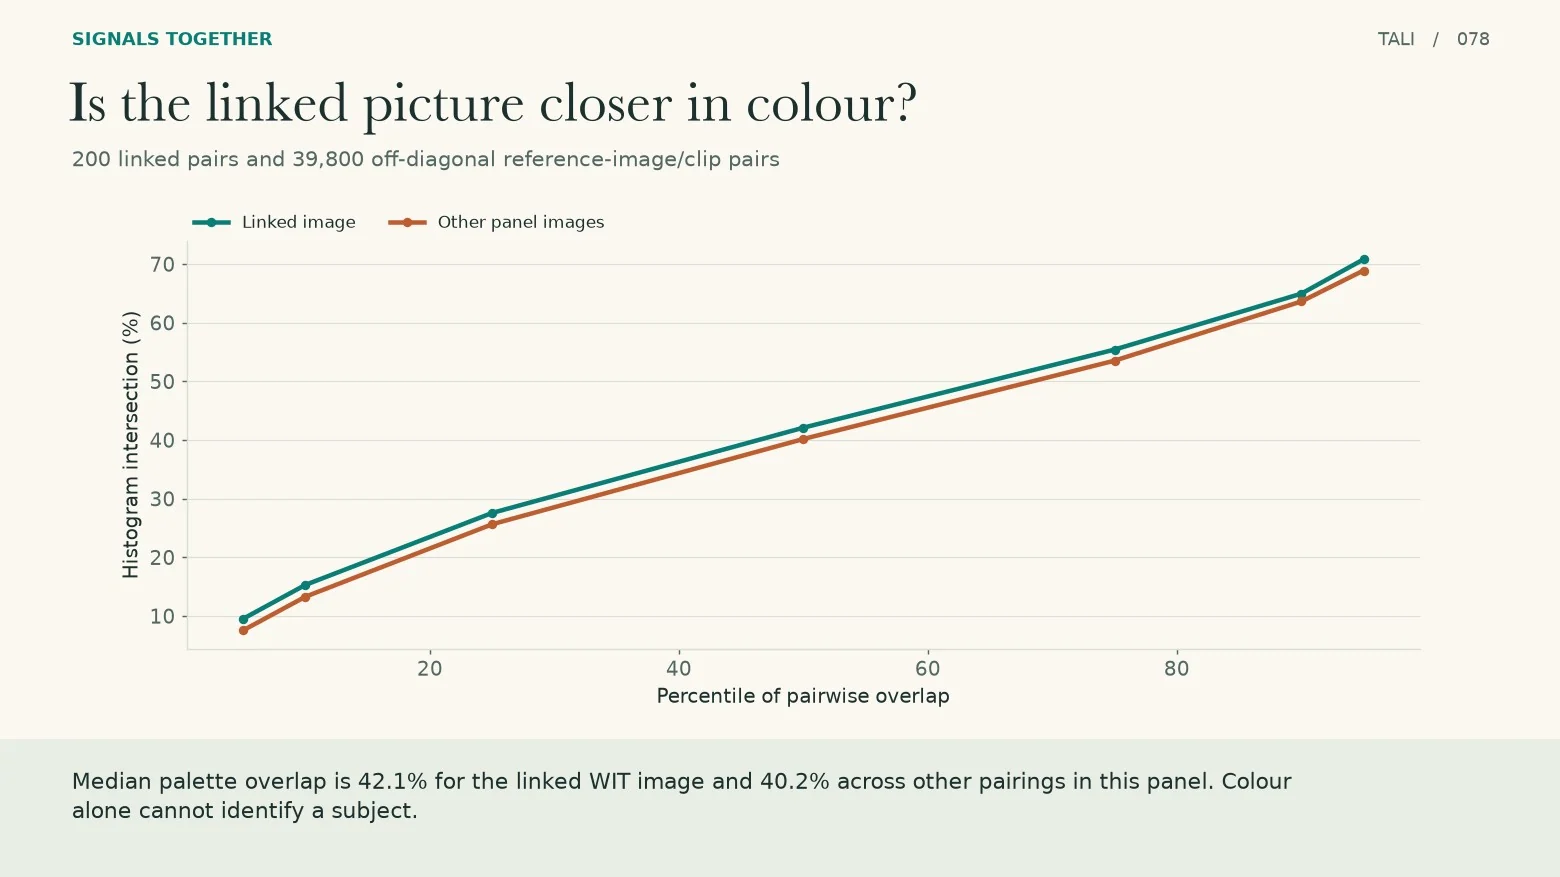 SIGNALS TOGETHER
TALI / 078
Is the linked picture closer in colour?
200 linked pairs and 39,800 off-diagonal reference-image/clip pairs
Linked image
Other panel images
Histogram intersection (%)
70
60
50
40
30
20
10
20
40
60
80
Percentile of pairwise overlap
Median palette overlap is 42.1% for the linked WIT image and 40.2% across other pairings in this panel. Colour
alone cannot identify a subject.